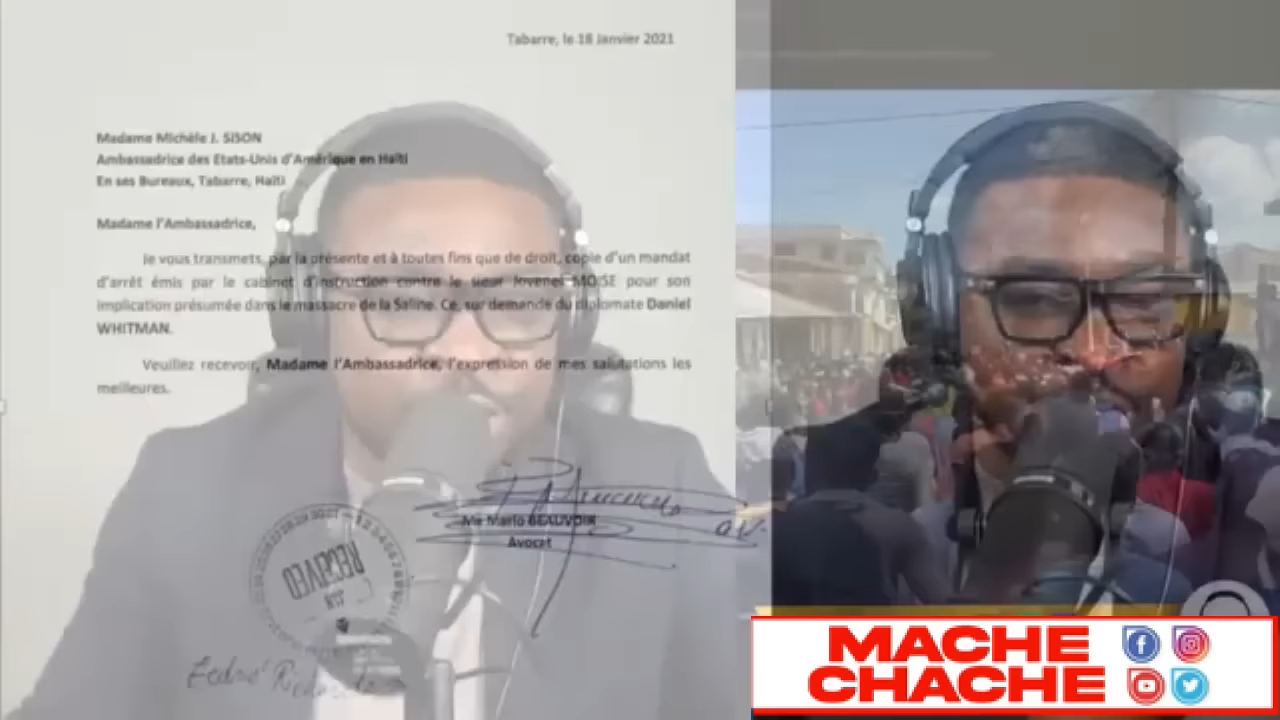 Tabarre, le 18 Janvier 2021
Madame Michèle J. SISON
Ambassadrice des Etats-Unis d'Amérique en Haïti
En ses Bureaux, Tabarre, Haïti
Madame l'Ambassadrice,
Je vous transmets, par la présente et à toutes fins que de droit, copie d'un mandat
d'arrêt émis par le cabinet d'instruction contre le sieur Jovenel MOISE pour son
implication présumée dans le massacre de la Saline. Ce, sur demande du diplomate Daniel
WHITMAN.
Veuillez recevoir, Madame l'Ambassadrice, l'expression de mes salutations les
meilleures.
Me Mario BEAUVOIR
Avocat
RECEIVED
JAN
MACHE
CHACHE